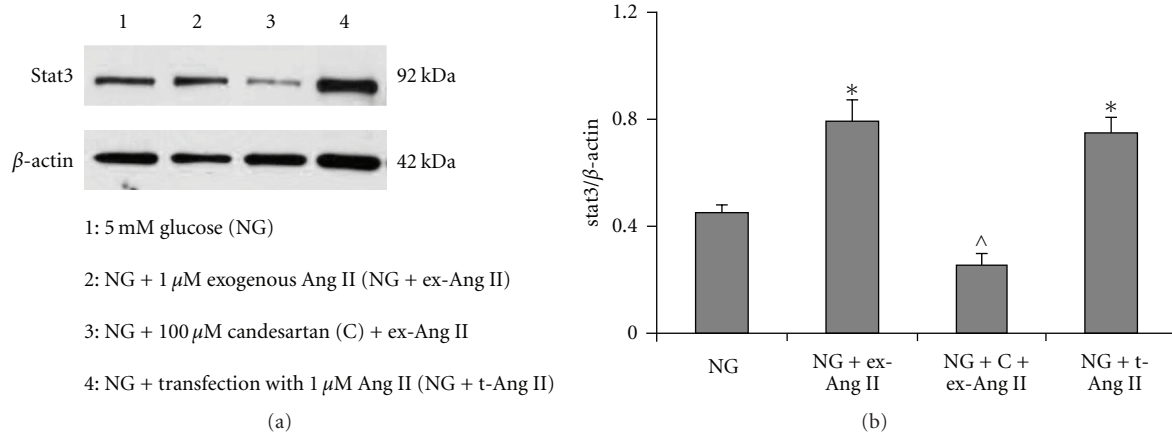 1 2 3 4
Stat3 92 kDa
β-actin 42 kDa
1: 5 mM glucose (NG)
2: NG + 1 μM exogenous Ang II (NG + ex-Ang II)
3: NG + 100 μM candesartan (C) + ex-Ang II
4: NG + transfection with 1 μM Ang II (NG + t-Ang II)
(a)
stat3/β-actin
1.2
0.8
0.4
0
*
^
*
NG
NG + ex-
Ang II
NG + C +
ex-Ang II
NG + t-
Ang II
(b)